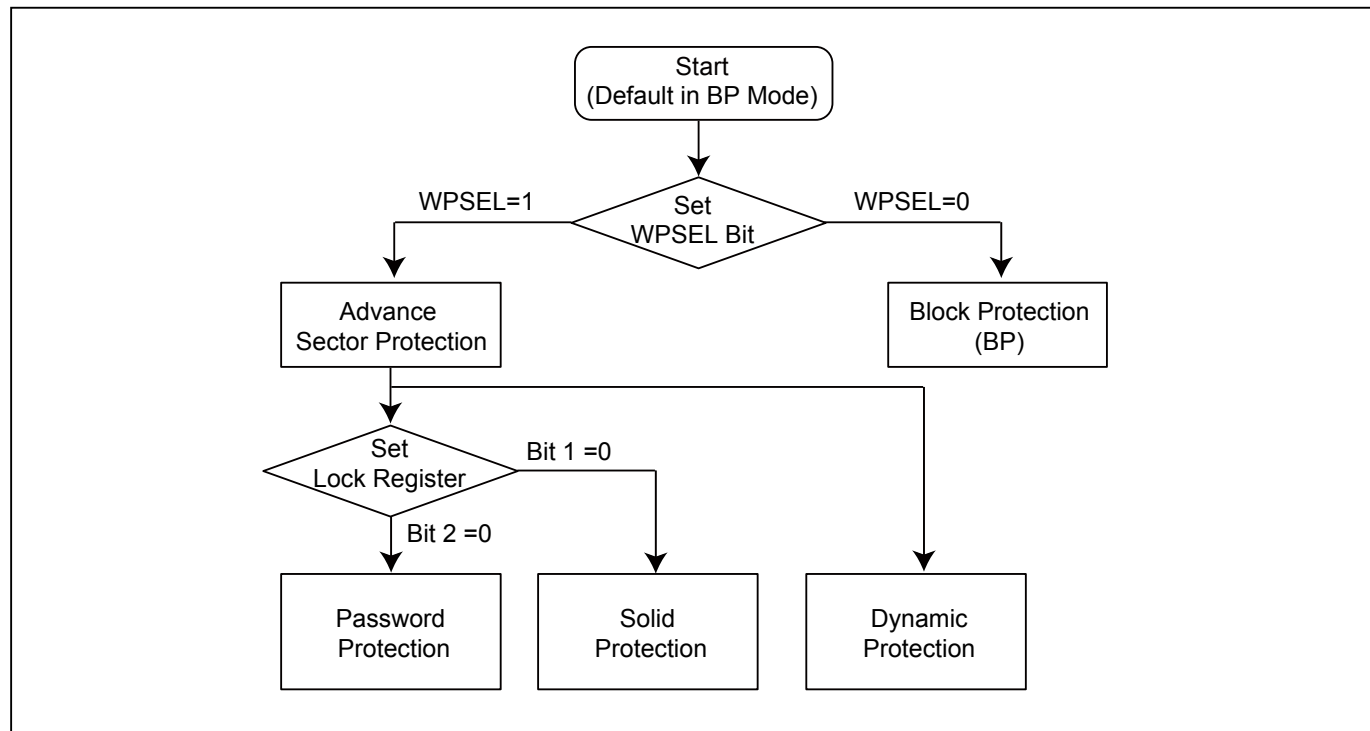 Start
(Default in BP Mode)
WPSEL=1
Set
WPSEL Bit
WPSEL=0
Advance
Sector Protection
Block Protection
(BP)
Set
Lock Register
Bit 1 =0
Bit 2 =0
Password
Protection
Solid
Protection
Dynamic
Protection